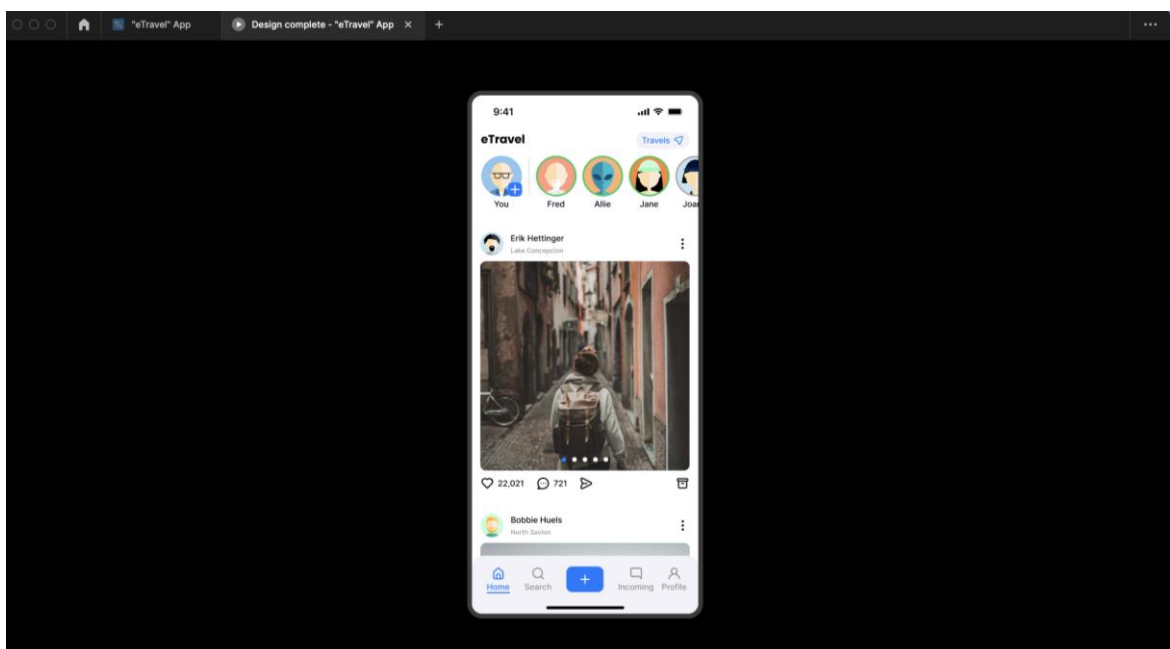 "eTravel" App
Design complete - "eTravel" App
9:41
eTravel
Travels
You Fred Allie Jane Joan
Erik Hettinger
Lake Concepcion
22,021 721
Bobbie Huels
North Savion
Home Search Incoming Profile